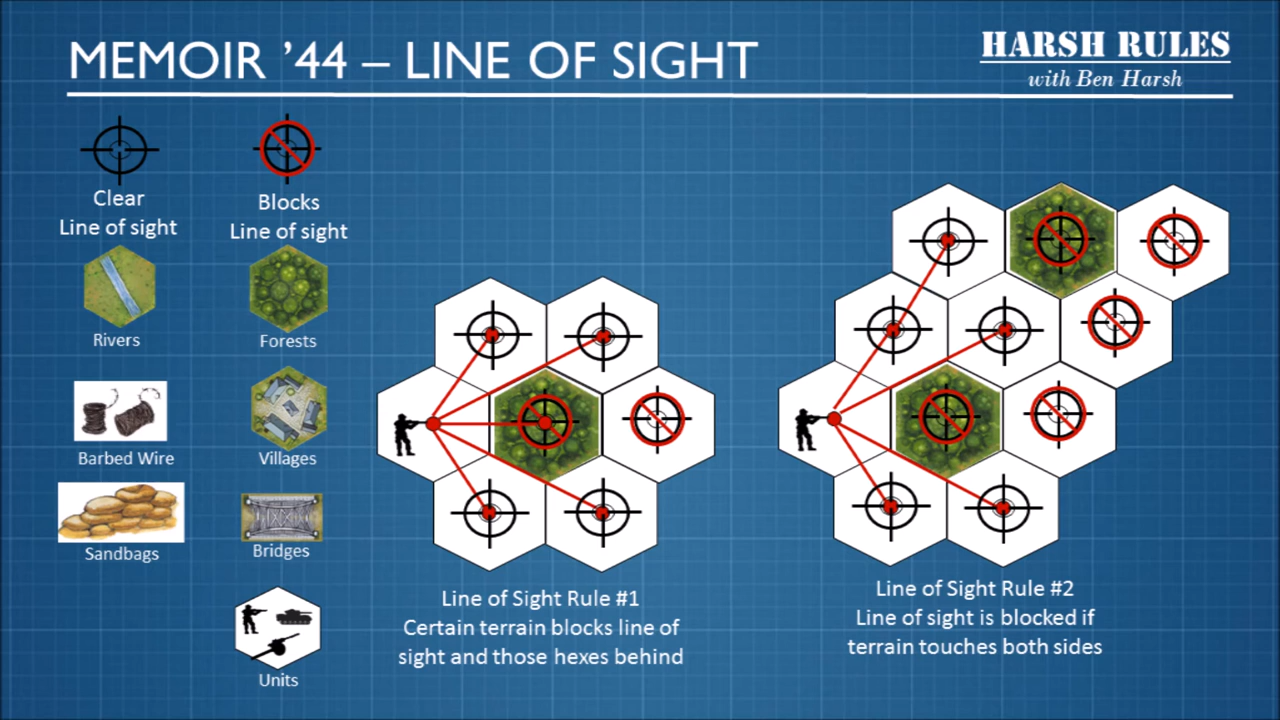 MEMOIR ’44 – LINE OF SIGHT
HARSH RULES
with Ben Harsh
Clear
Line of sight
Blocks
Line of sight
Rivers
Forests
Barbed Wire
Villages
Sandbags
Bridges
Units
Line of Sight Rule #1
Certain terrain blocks line of
sight and those hexes behind
Line of Sight Rule #2
Line of sight is blocked if
terrain touches both sides